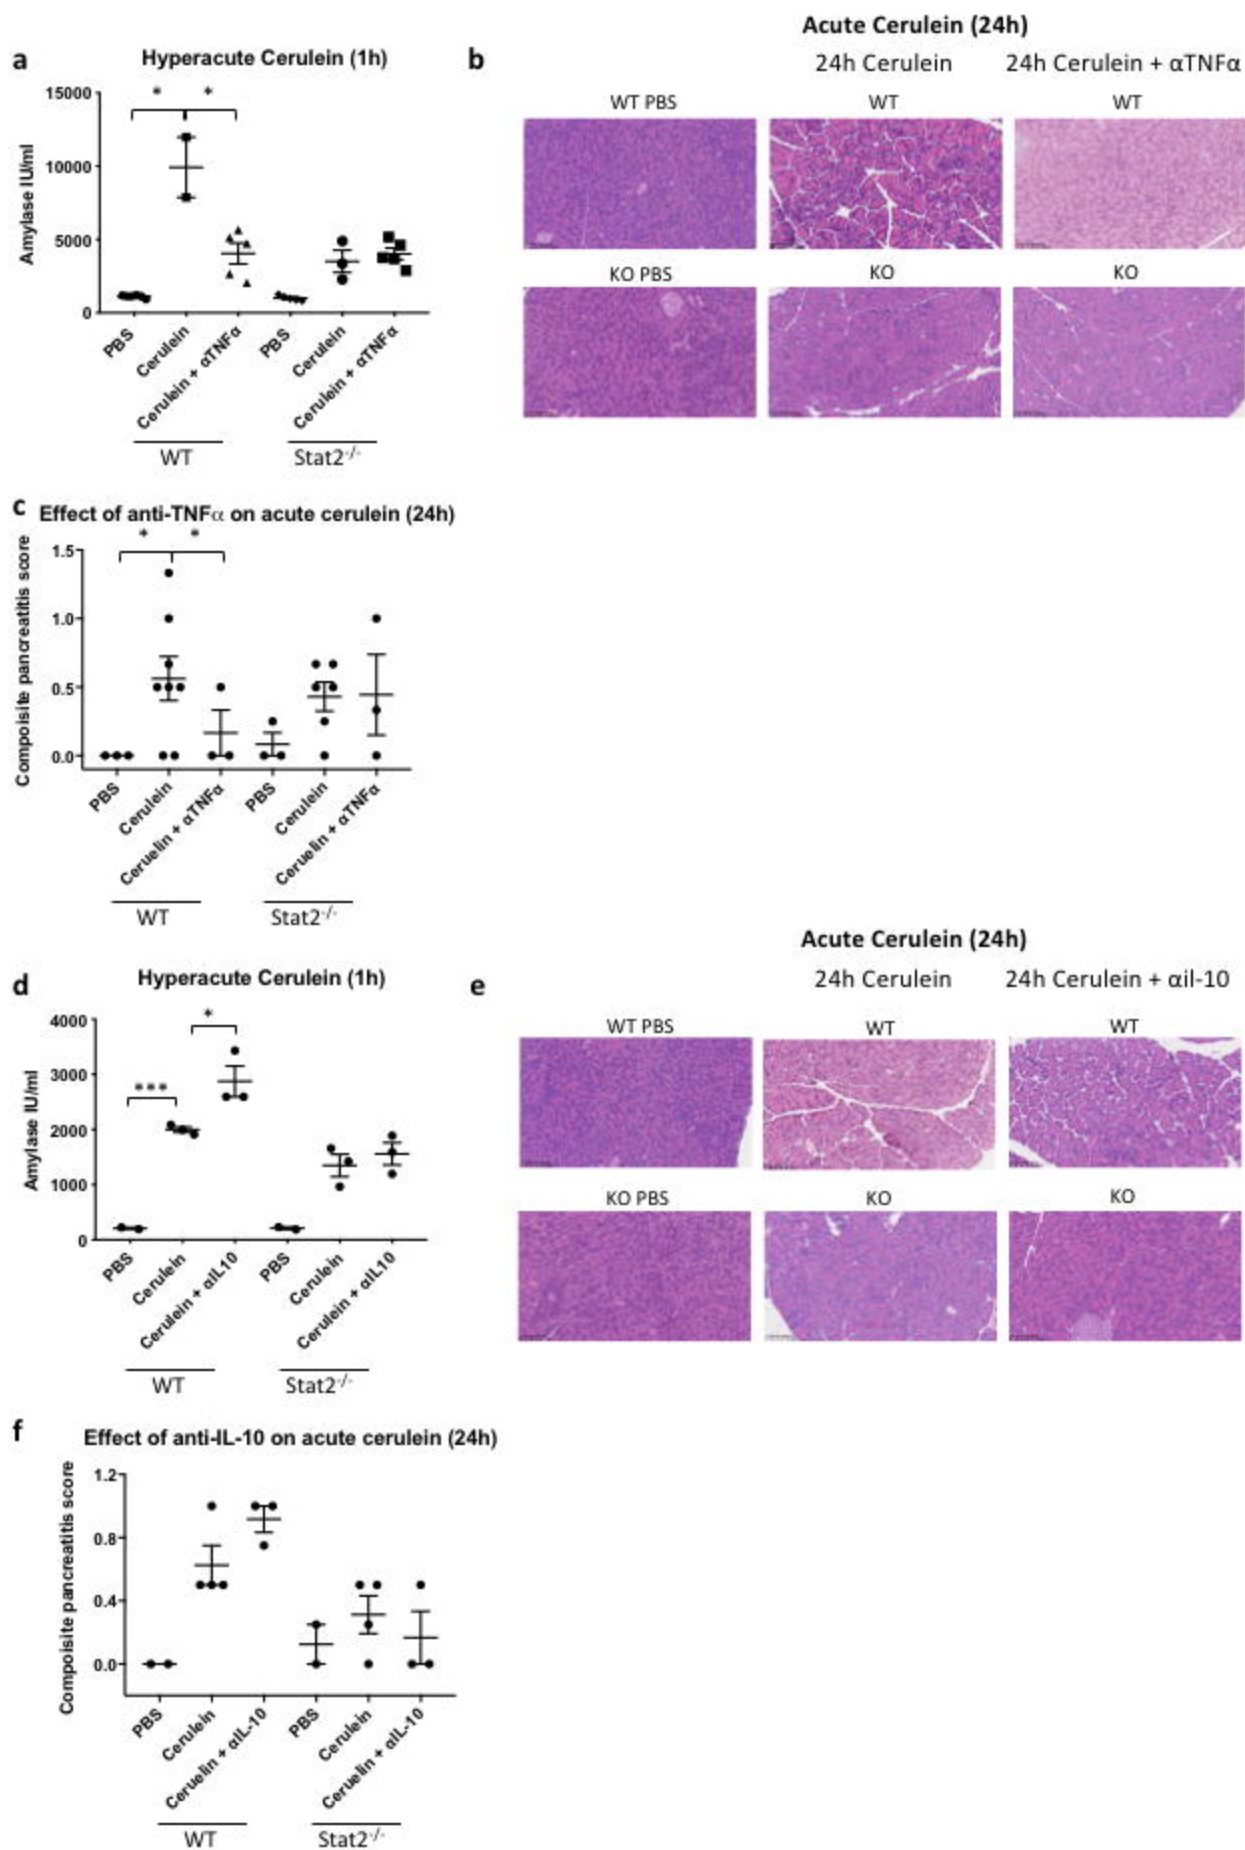 a
Hyperacute Cerulein (1h)
15000
10000
5000
0
Amylase IU/ml
*
*
PBS
Cerulein
Cerulein + αTNFα
PBS
Cerulein
Cerulein + αTNFα
WT
Stat2-/-
b
Acute Cerulein (24h)
24h Cerulein
24h Cerulein + αTNFα
WT PBS
WT
WT
KO PBS
KO
KO
c
Effect of anti-TNFα on acute cerulein (24h)
*
*
1.5
1.0
0.5
0.0
Compoisite pancreatitis score
PBS
Cerulein
Ceruelin + αTNFα
PBS
Cerulein
Ceruelin + αTNFα
WT
Stat2-/-
d
Hyperacute Cerulein (1h)
*
***
4000
3000
2000
1000
0
Amylase IU/ml
PBS
Cerulein
Cerulein + αIL10
PBS
Cerulein
Cerulein + αIL10
WT
Stat2-/-
e
Acute Cerulein (24h)
24h Cerulein
24h Cerulein + αil-10
WT PBS
WT
WT
KO PBS
KO
KO
f
Effect of anti-IL-10 on acute cerulein (24h)
1.2
0.8
0.4
0.0
Compoisite pancreatitis score
PBS
Cerulein
Ceruelin + αIL-10
PBS
Cerulein
Ceruelin + αIL-10
WT
Stat2-/-